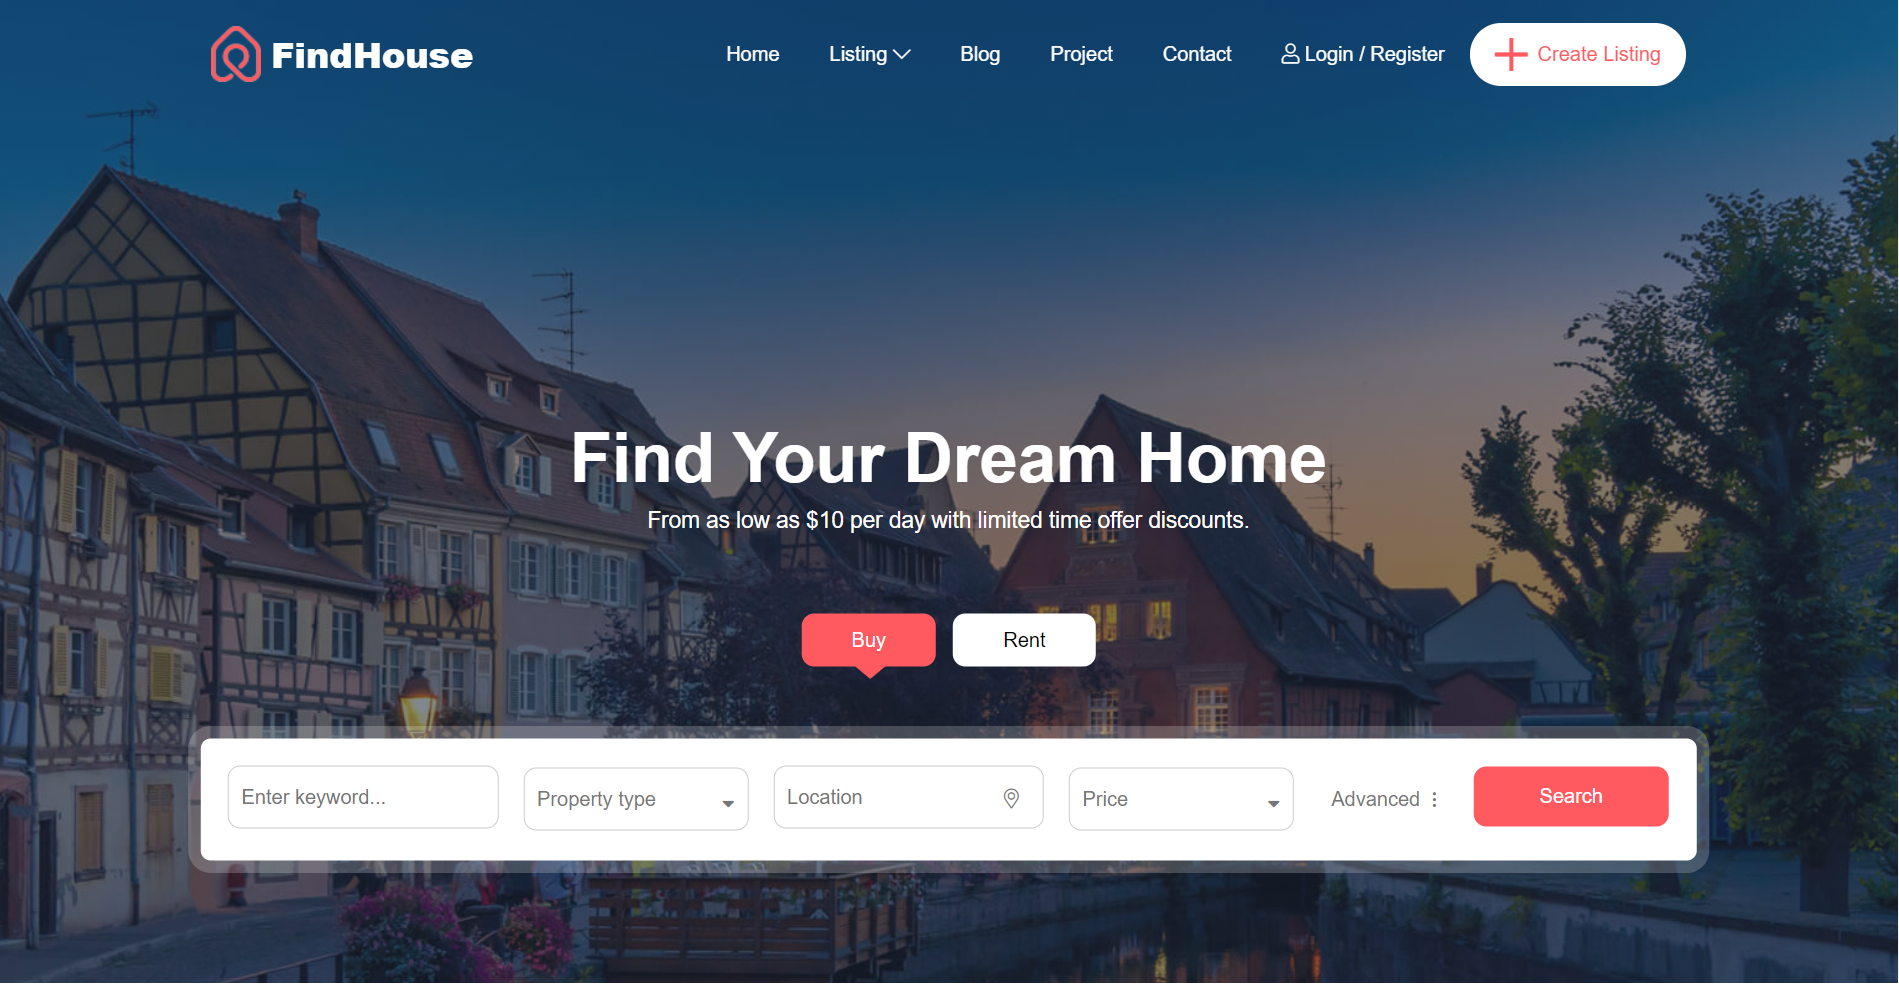 FindHouse
Home Listing Blog Project Contact Login / Register Create Listing
Find Your Dream Home
From as low as $10 per day with limited time offer discounts.
Buy Rent
Enter keyword... Property type Location Price Advanced Search